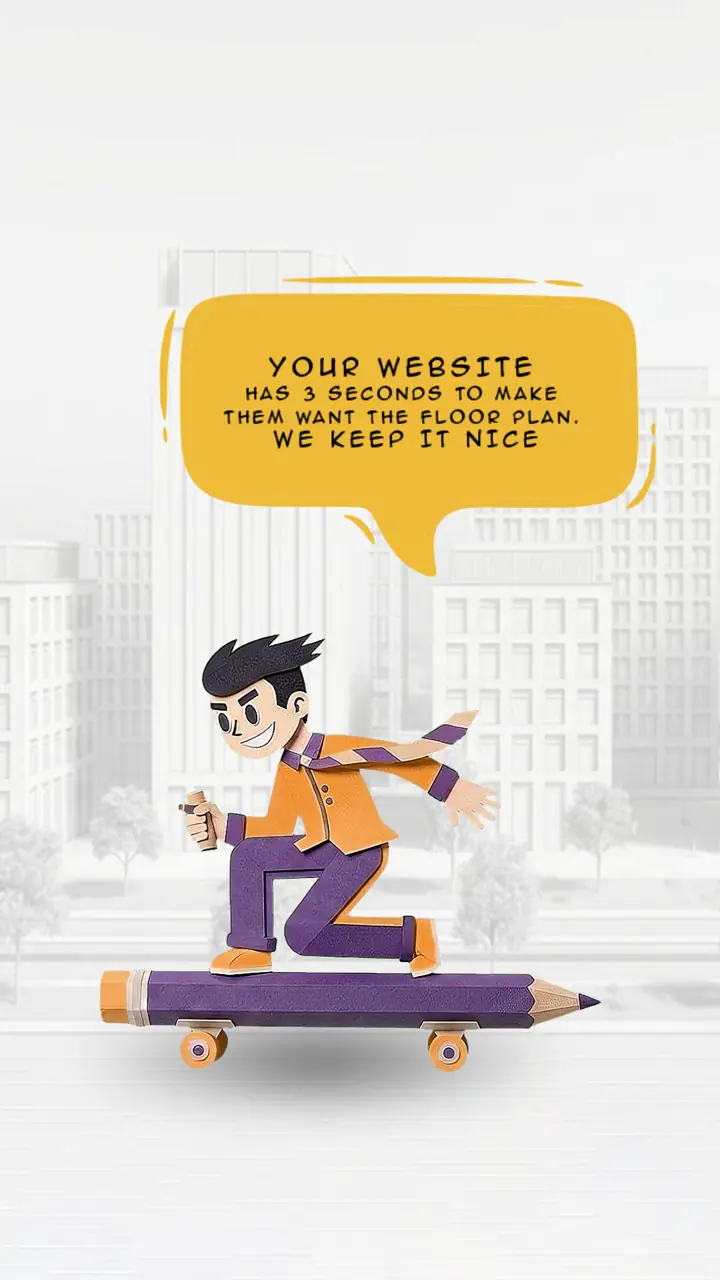 YOUR WEBSITE
HAS 3 SECONDS TO MAKE
THEM WANT THE FLOOR PLAN.
WE KEEP IT NICE